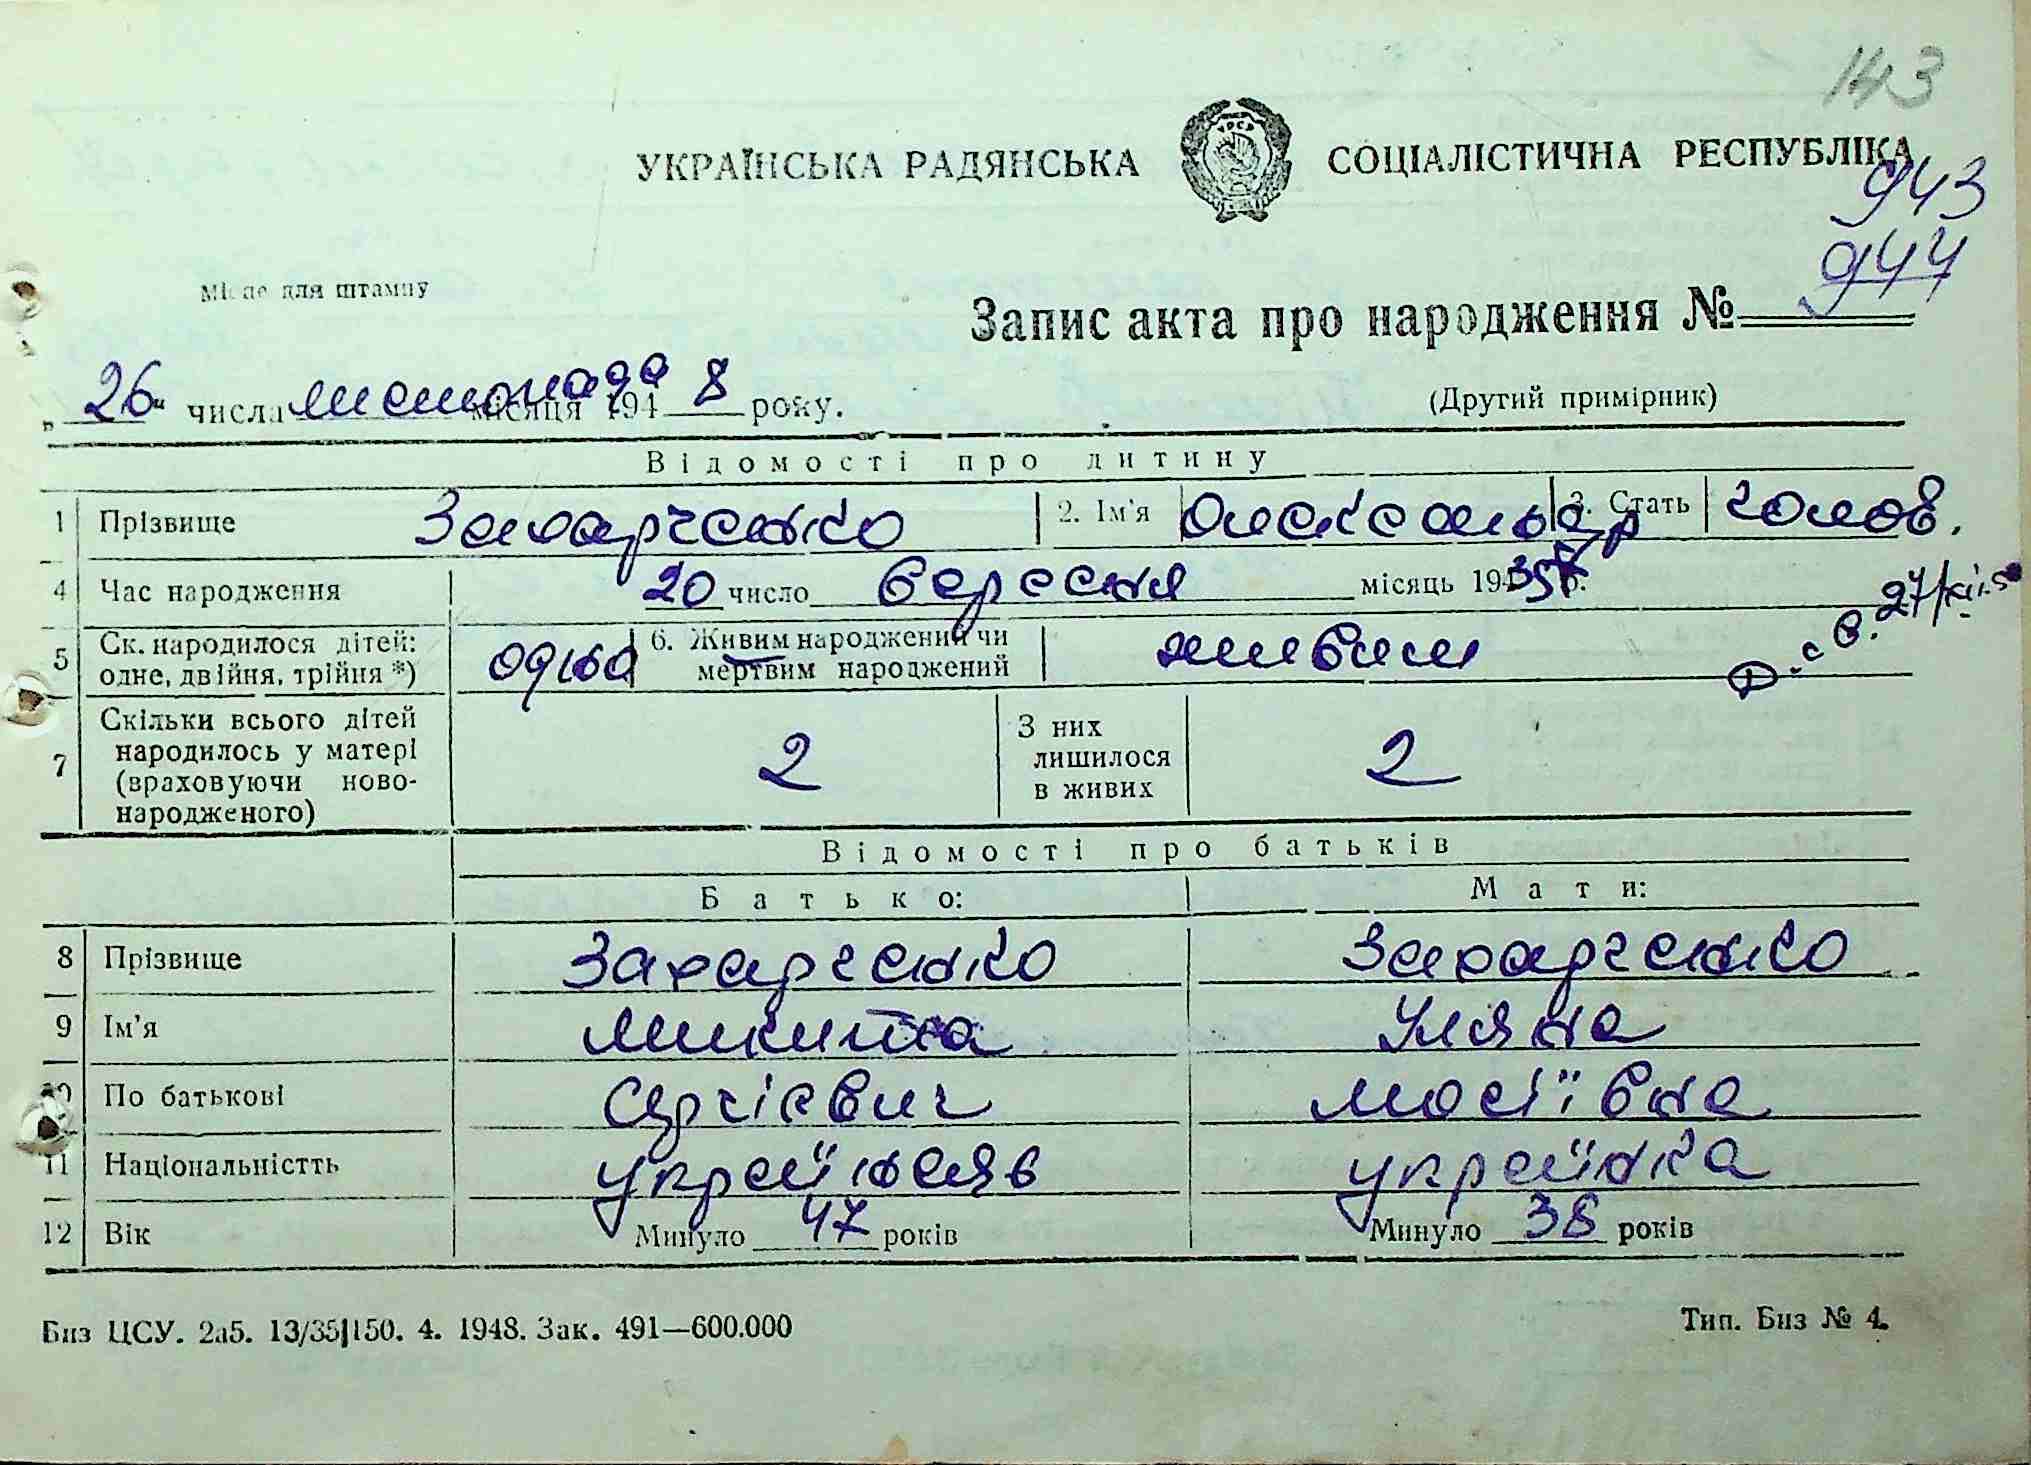 143
УКРАЇНСЬКА РАДЯНСЬКА СОЦІАЛІСТИЧНА РЕСПУБЛІКА
943
Місце для штампу
Запис акта про народження № 944
„26“ числа листопада місяця 1948 року.
(Другий примірник)
Відомості про дитину
1 Прізвище Захарченко 2. Ім'я Олександр 3. Стать чолов.
4 Час народження 20 число вересня місяць 19
27/XI
5 Ск. народилося дітей: одне, двійня, трійня *) одна 6. Живим народжений чи мертвим народжений живим
7 Скільки всього дітей народилось у матері (враховуючи ново-народженого) 2 З них лишилося в живих 2
Відомості про батьків
Батько: Мати:
8 Прізвище Захарченко Захарченко
9 Ім'я Микита Уляна
10 По батькові Сергієвич Мосіївна
11 Національністть українець українка
12 Вік Минуло 47 років Минуло 38 років
Биз ЦСУ. 2а5. 13/35|150. 4. 1948. Зак. 491—600.000 Тип. Биз № 4.